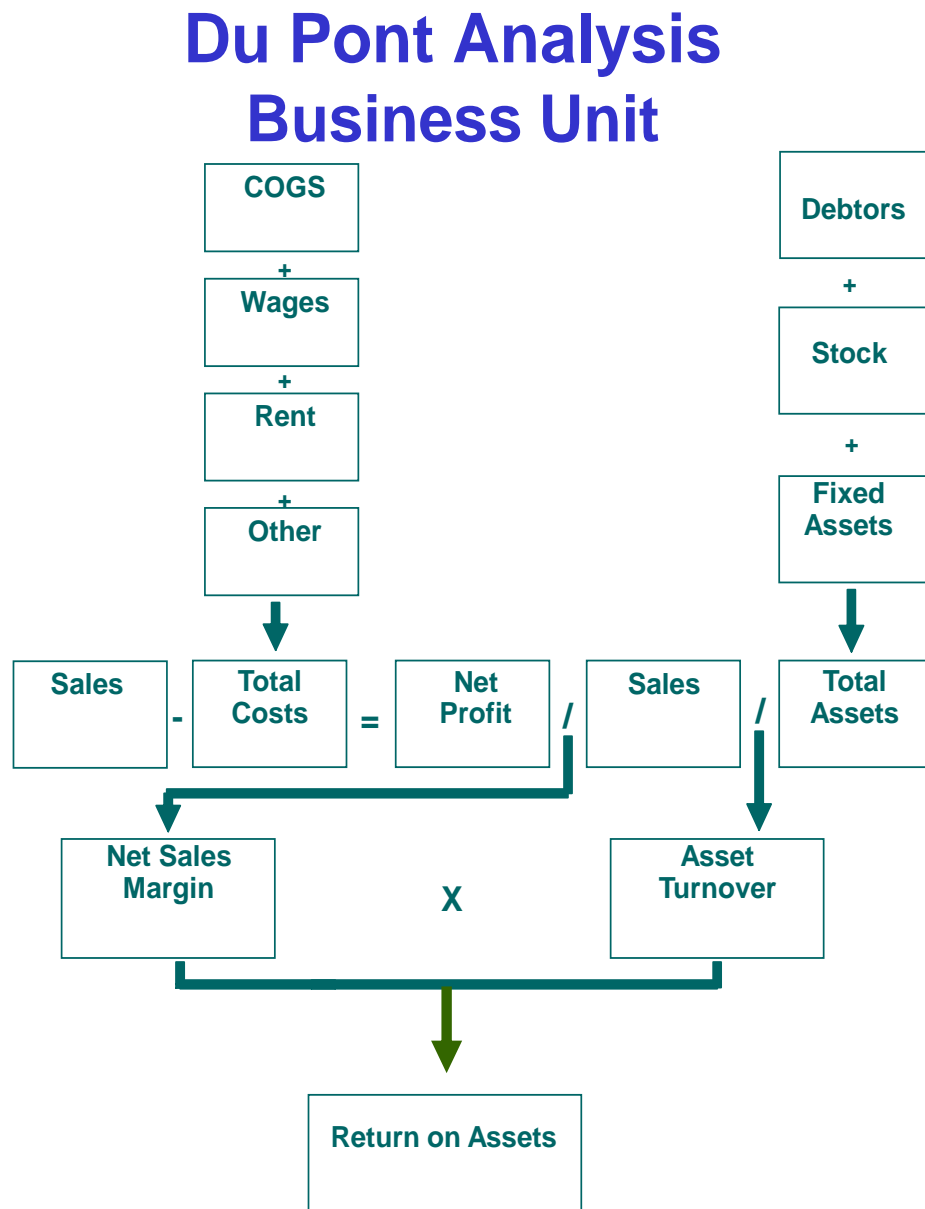 Du Pont Analysis
Business Unit
COGS
+
Wages
+
Rent
+
Other
Debtors
+
Stock
+
Fixed
Assets
Sales
-
Total
Costs
=
Net
Profit
/
Sales
/
Total
Assets
Net Sales
Margin
X
Asset
Turnover
Return on Assets